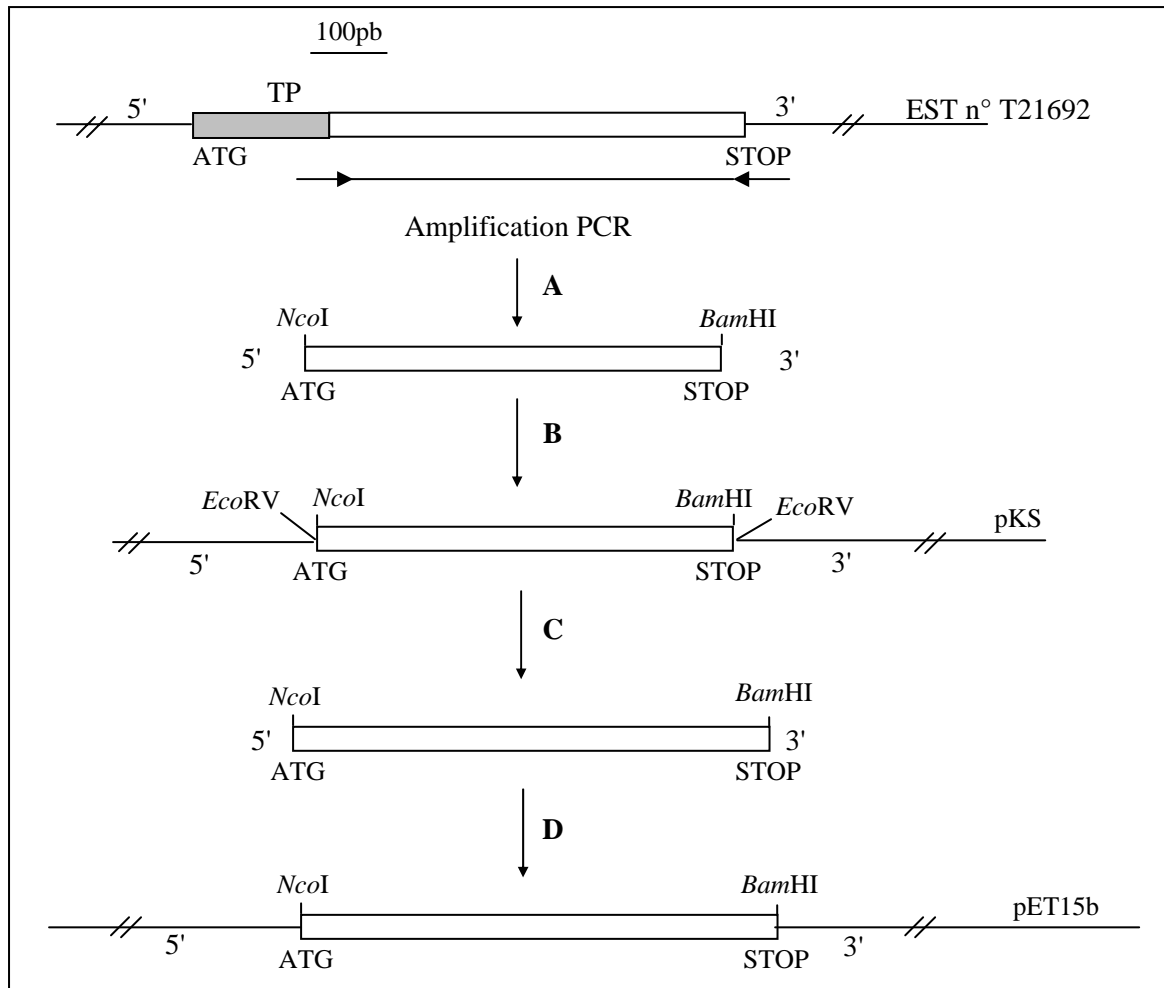 100pb
TP
5' 3' EST n° T21692
ATG STOP
Amplification PCR
A
NcoI BamHI
5' 3'
ATG STOP
B
EcoRV NcoI BamHI EcoRV pKS
5' 3'
ATG STOP
C
NcoI BamHI
5' 3'
ATG STOP
D
NcoI BamHI pET15b
5' 3'
ATG STOP